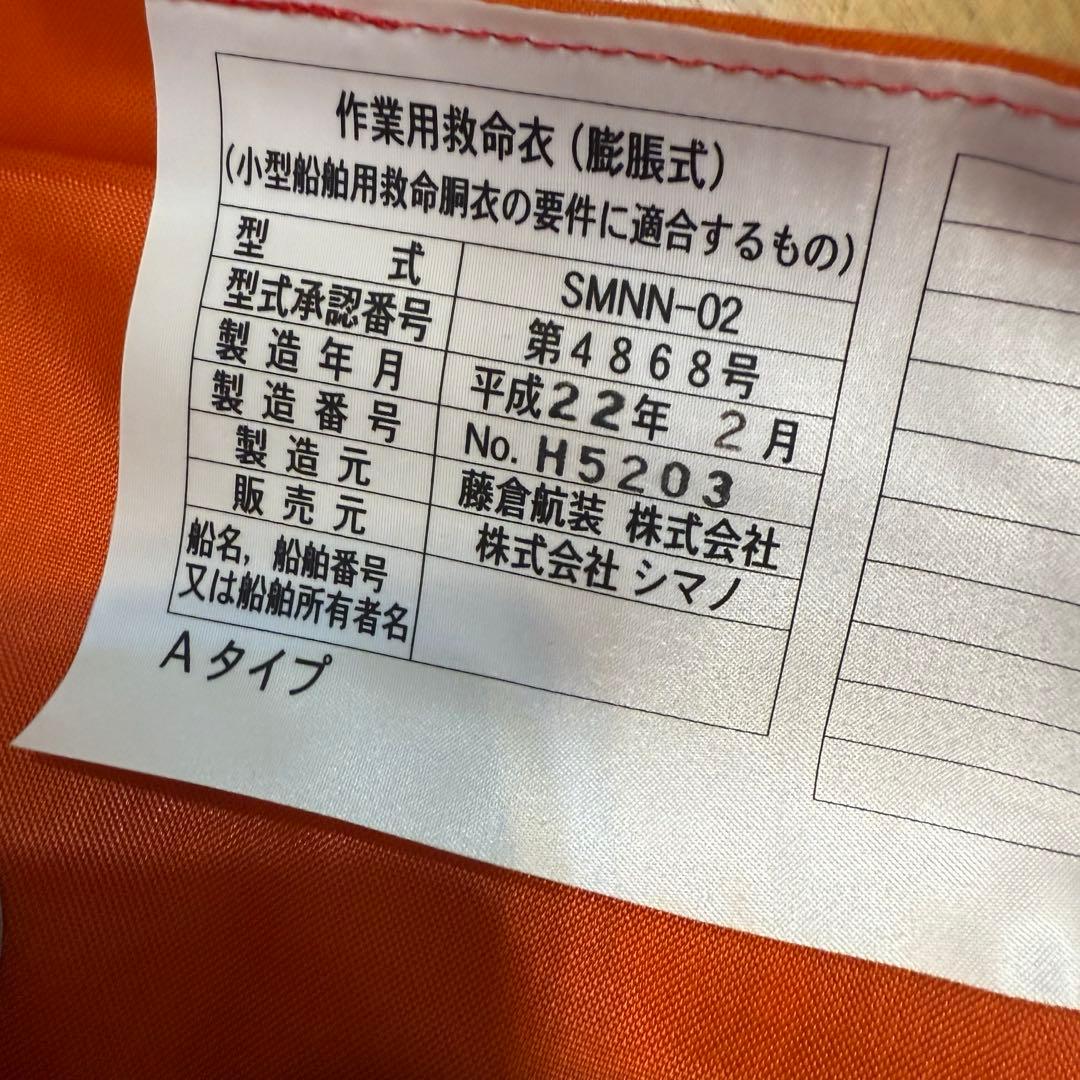 作業用救命衣（膨脹式）
(小型船舶用救命胴衣の要件に適合するもの)
型 式 SMNN-02
型式承認番号 第4868号
製造年月 平成22年 2月
製造番号 No. H5203
製造元 藤倉航装 株式会社
販売元 株式会社 シマノ
船名，船舶番号
又は船舶所有者名
Aタイプ